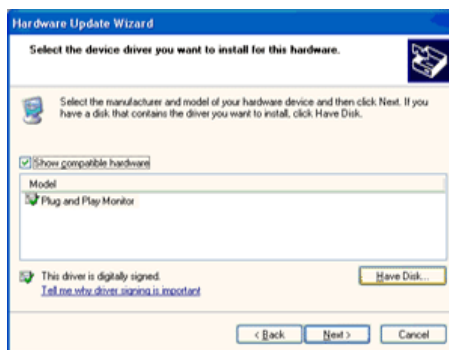 Hardware Update Wizard
Select the device driver you want to install for this hardware.
Select the manufacturer and model of your hardware device and then click Next. If you
have a disk that contains the driver you want to install, click Have Disk.
Show compatible hardware
Model
Plug and Play Monitor
This driver is digitally signed.
Tell me why driver signing is important
Have Disk...
< Back
Next >
Cancel